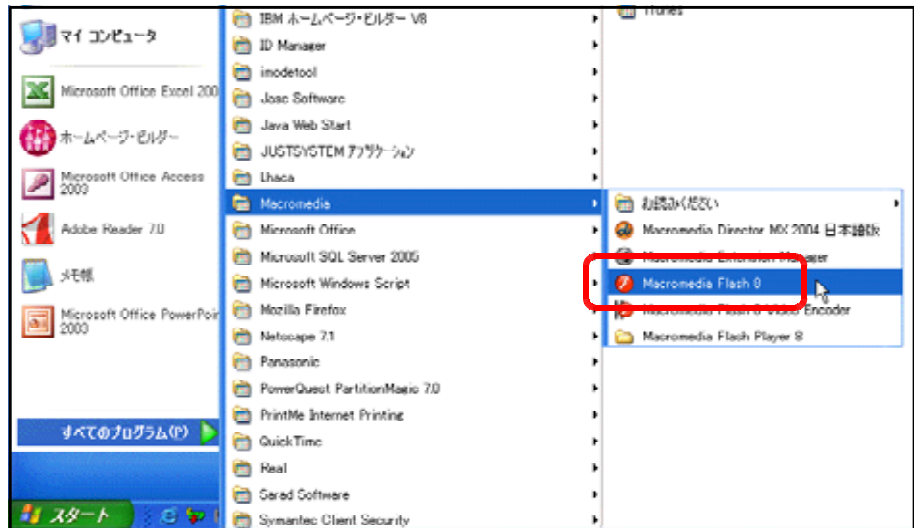 マイ コンピュータ
Microsoft Office Excel 200
ホームページ・ビルダー
Microsoft Office Access
2003
Adobe Reader 7.0
メモ帳
Microsoft Office PowerPoir
2003
すべてのプログラム(P)
スタート
IBM ホームページ・ビルダー V8
ID Manager
imodetool
Jasc Software
Java Web Start
JUSTSYSTEM アプリケーション
Lhaca
Macromedia
Microsoft Office
Microsoft SQL Server 2005
Microsoft Windows Script
Mozilla Firefox
Netscape 7.1
Panasonic
PowerQuest PartitionMagic 7.0
PrintMe Internet Printing
QuickTime
Real
Sarad Software
Symantec Client Security
iTunes
お読みください
Macromedia Director MX 2004 日本語版
Macromedia Extension Manager
Macromedia Flash 8
Macromedia Flash 8 Video Encoder
Macromedia Flash Player 8